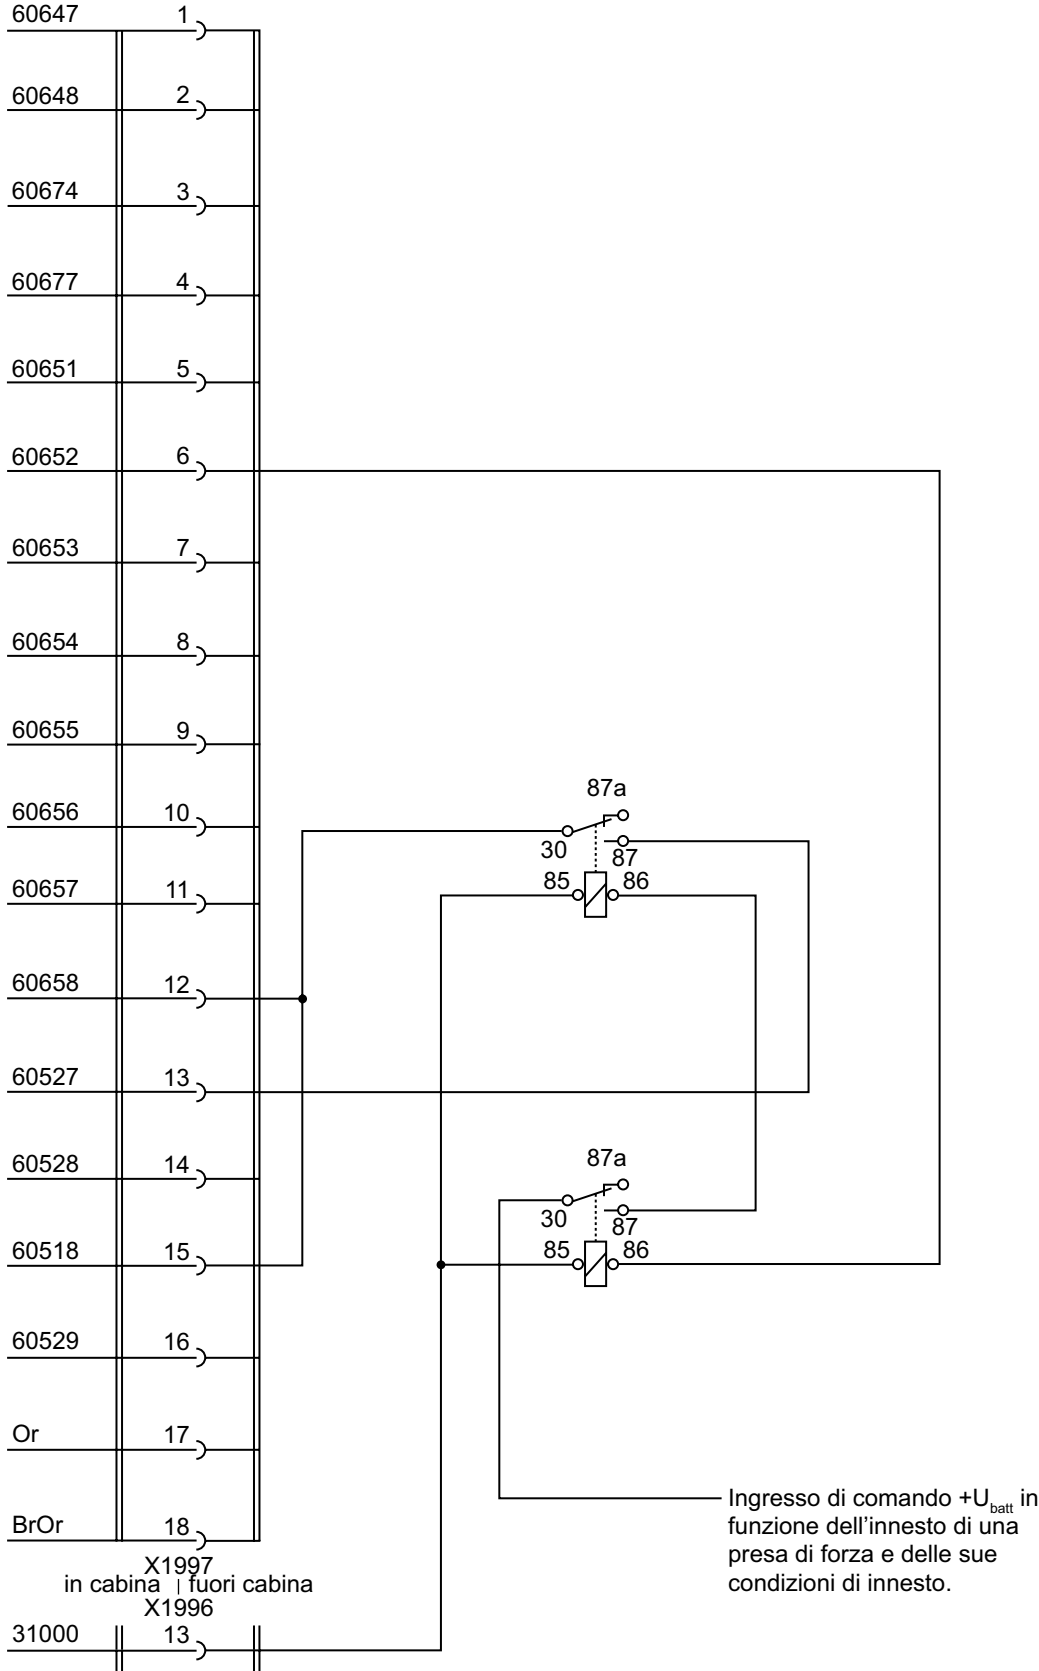 60647 1
60648 2
60674 3
60677 4
60651 5
60652 6
60653 7
60654 8
60655 9
60656 10
60657 11
60658 12
60527 13
60528 14
60518 15
60529 16
Or 17
BrOr 18
X1997
in cabina | fuori cabina
X1996
31000 13
87a
30
87
85 86
87a
30
87
85 86
Ingresso di comando +Ubatt in
funzione dell'innesto di una
presa di forza e delle sue
condizioni di innesto.